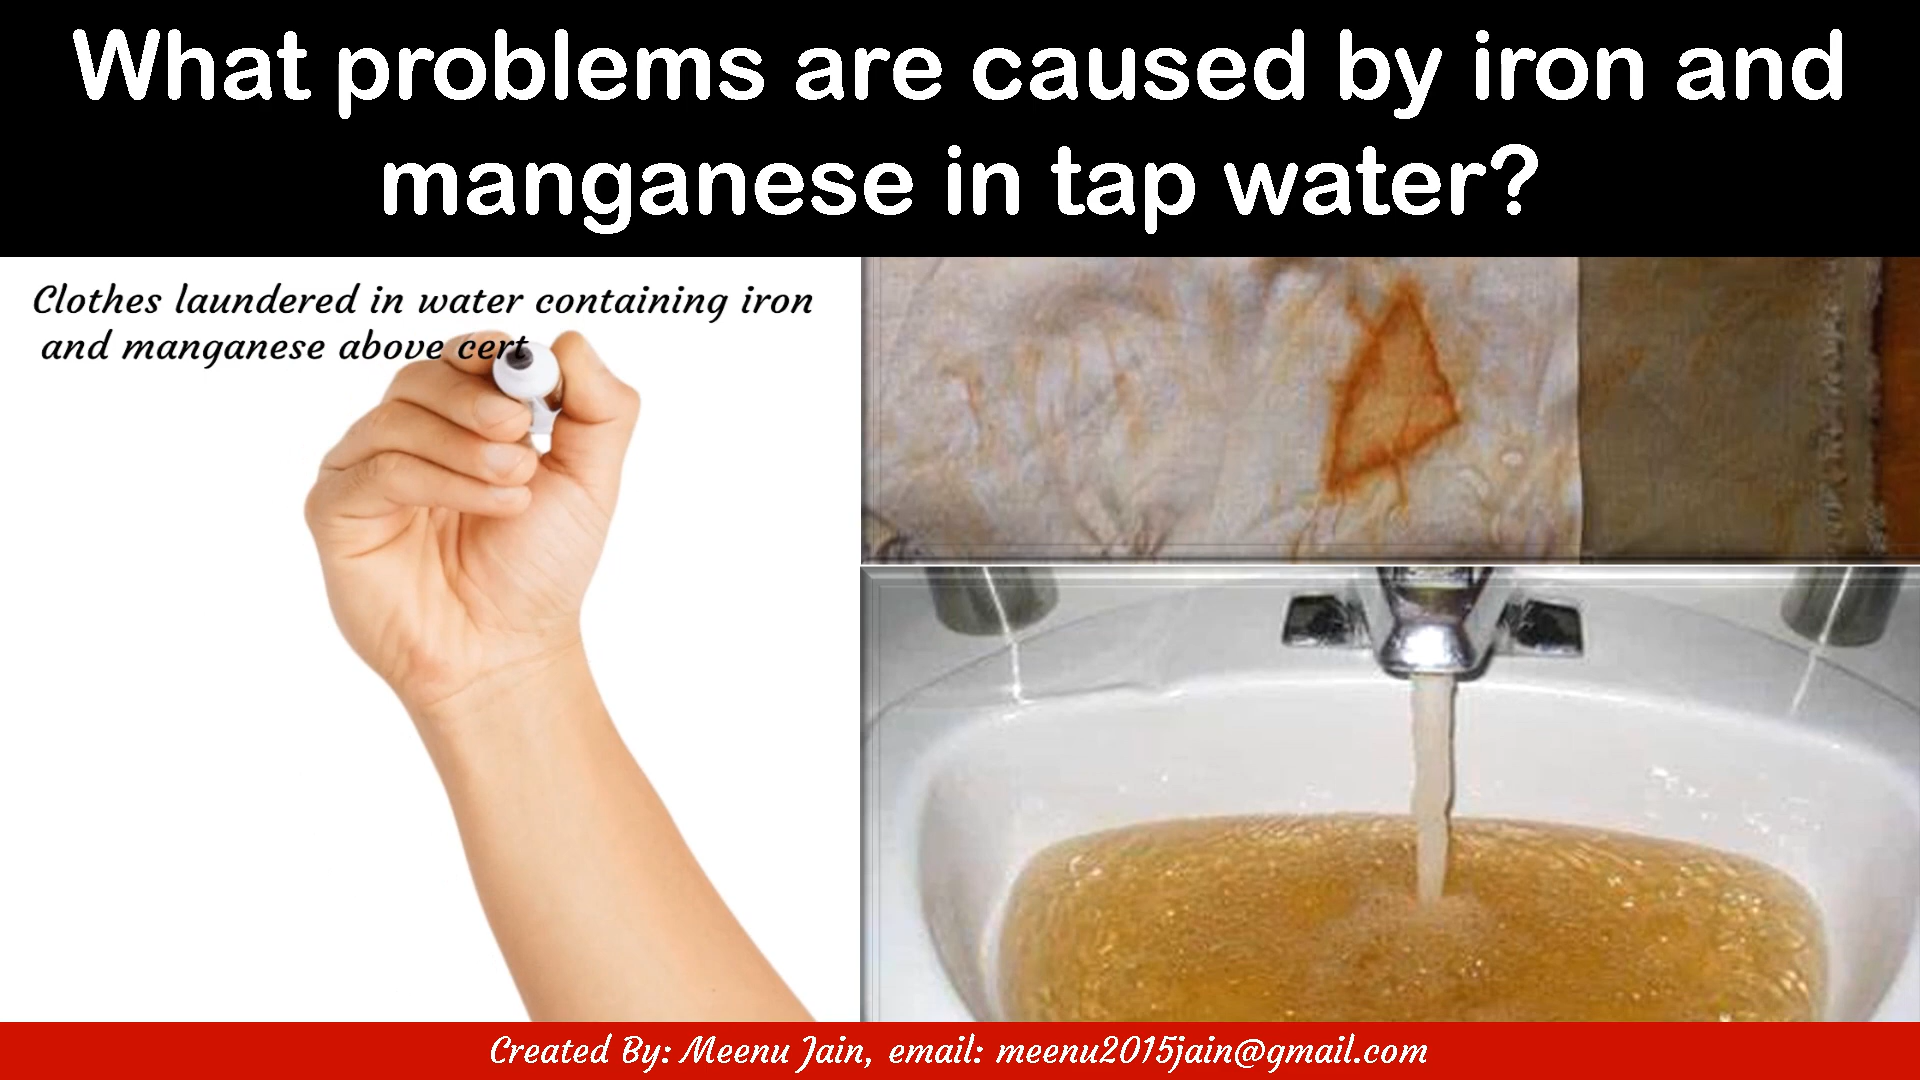 What problems are caused by iron and
manganese in tap water?
Clothes laundered in water containing iron
and manganese above cert
Created By: Meenu Jain, email: meenu2015jain@gmail.com